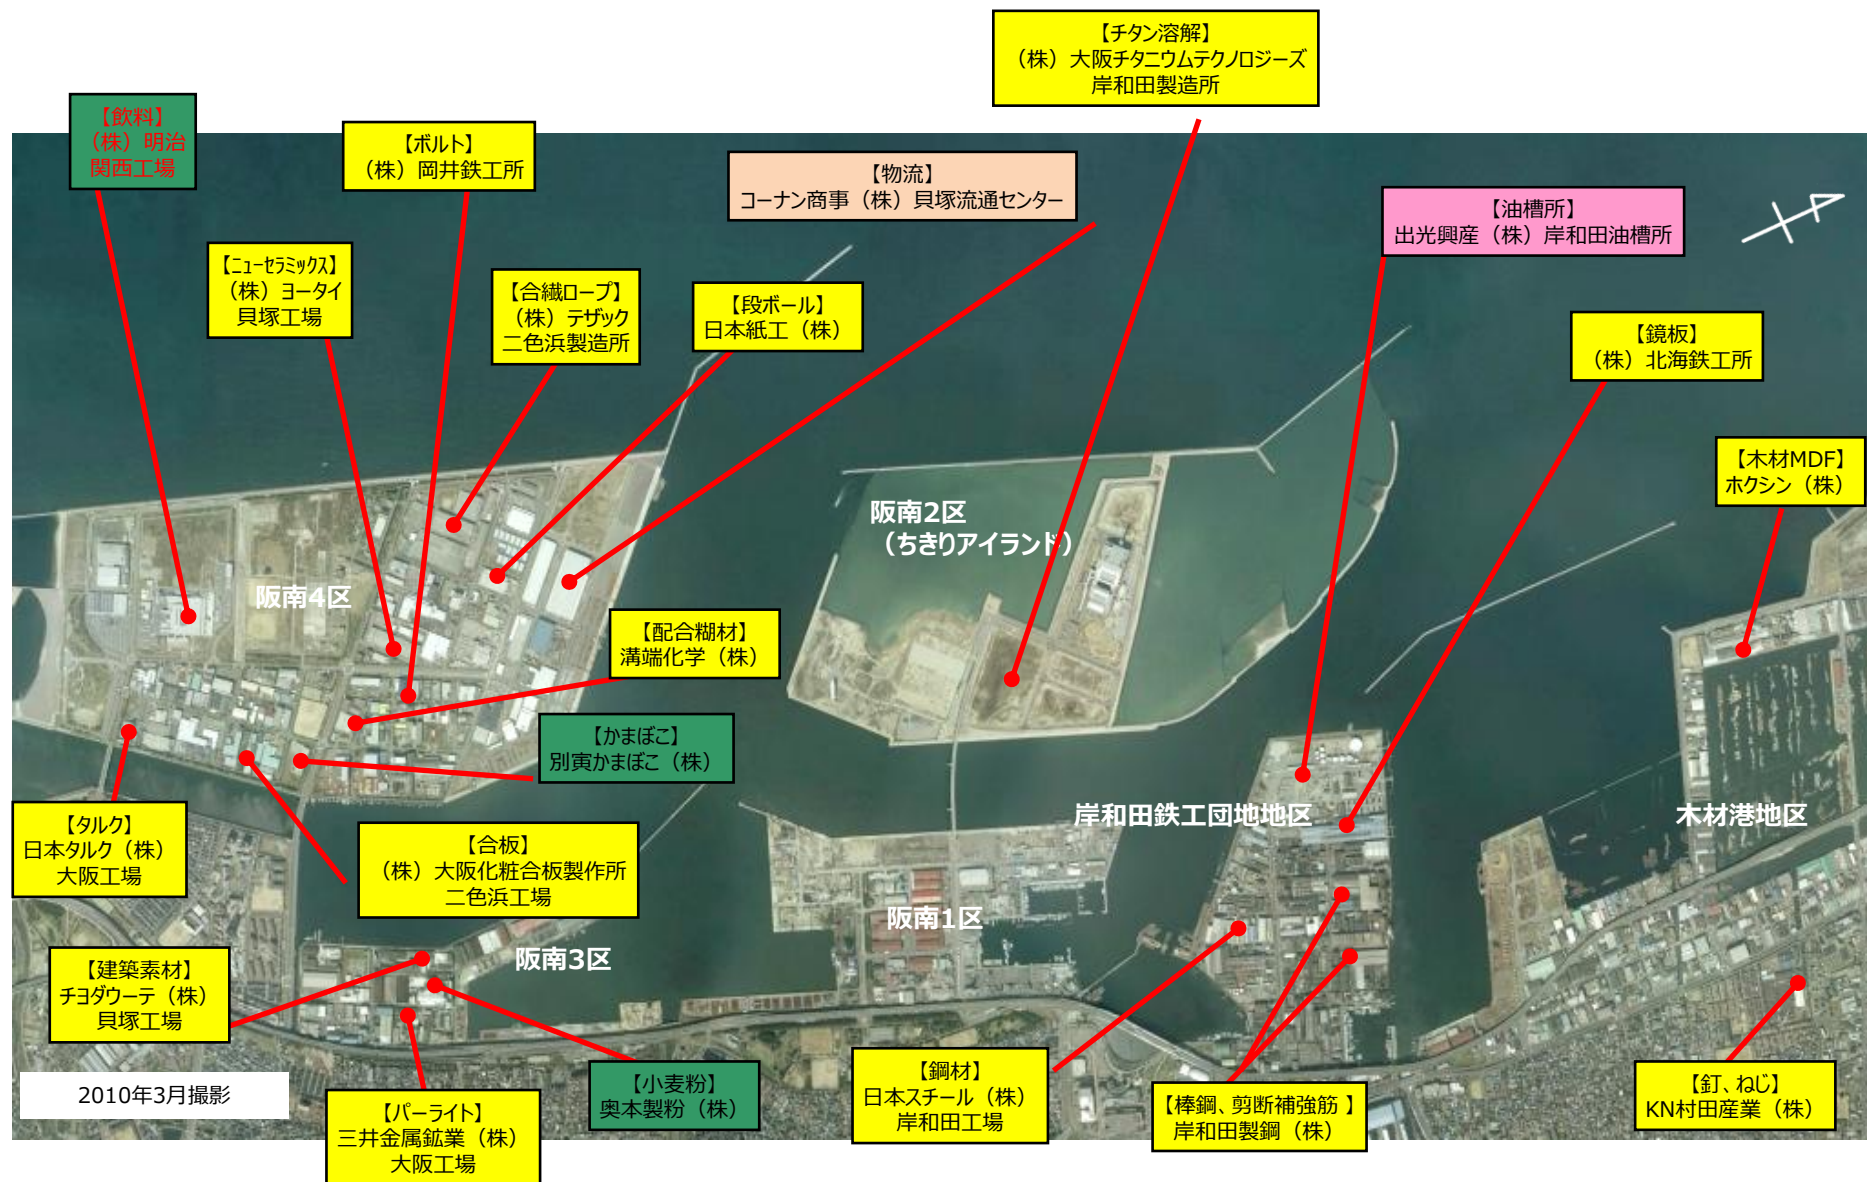 【チタン溶解】
（株）大阪チタニウムテクノロジーズ
岸和田製造所
【飲料】
（株）明治
関西工場
【ボルト】
（株）岡井鉄工所
【物流】
コーナン商事（株）貝塚流通センター
【油槽所】
出光興産（株）岸和田油槽所
【ニューセラミックス】
（株）ヨータイ
貝塚工場
【合繊ロープ】
（株）テザック
二色浜製造所
【段ボール】
日本紙工（株）
【鏡板】
（株）北海鉄工所
【木材MDF】
ホクシン（株）
阪南2区
（ちきりアイランド）
阪南4区
【配合糊材】
溝端化学（株）
【かまぼこ】
別寅かまぼこ（株）
岸和田鉄工団地地区
木材港地区
【タルク】
日本タルク（株）
大阪工場
【合板】
（株）大阪化粧合板製作所
二色浜工場
阪南1区
阪南3区
【建築素材】
チヨダウーテ（株）
貝塚工場
2010年3月撮影
【パーライト】
三井金属鉱業（株）
大阪工場
【小麦粉】
奥本製粉（株）
【鋼材】
日本スチール（株）
岸和田工場
【棒鋼、剪断補強筋 】
岸和田製鋼（株）
【釘、ねじ】
KN村田産業（株）